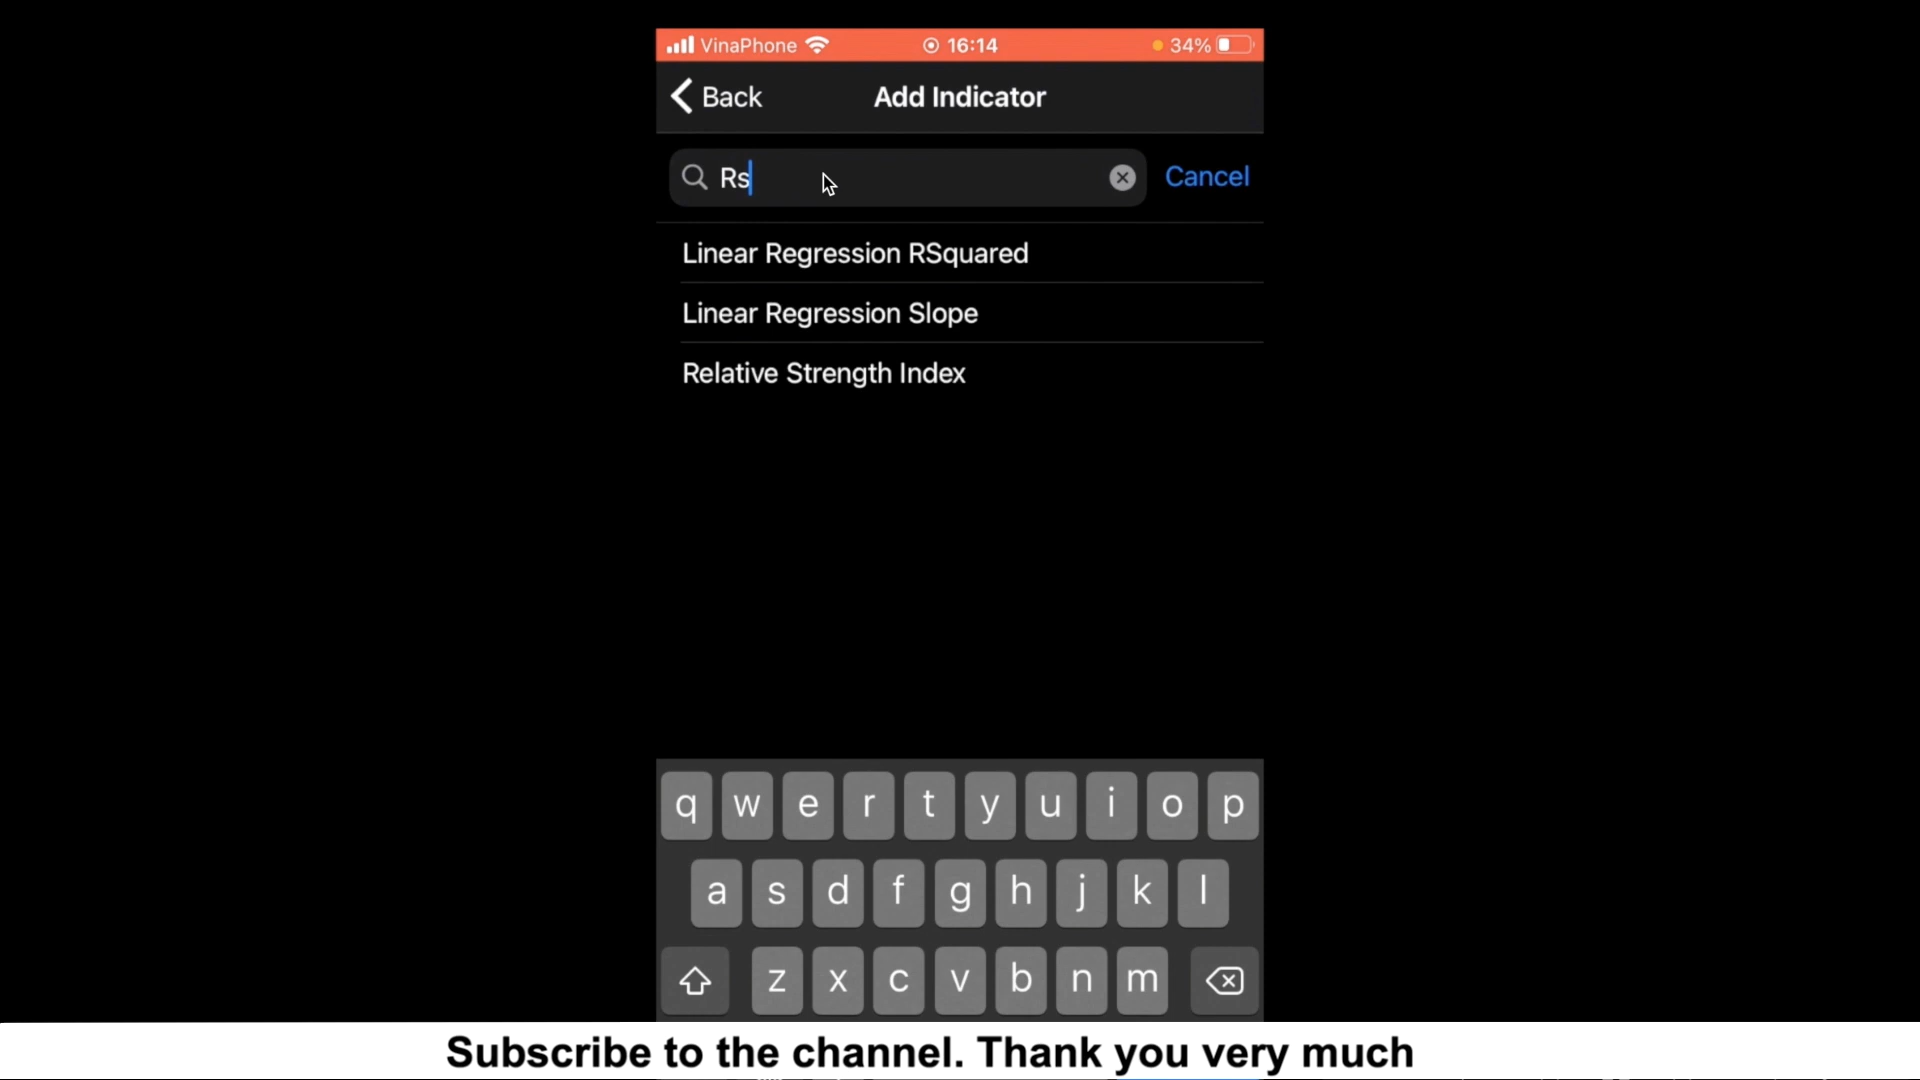 VinaPhone 16:14 34%
Back Add Indicator
Rs Cancel
Linear Regression RSquared
Linear Regression Slope
Relative Strength Index
q w e r t y u i o p
a s d f g h j k l
z x c v b n m
Subscribe to the channel. Thank you very much